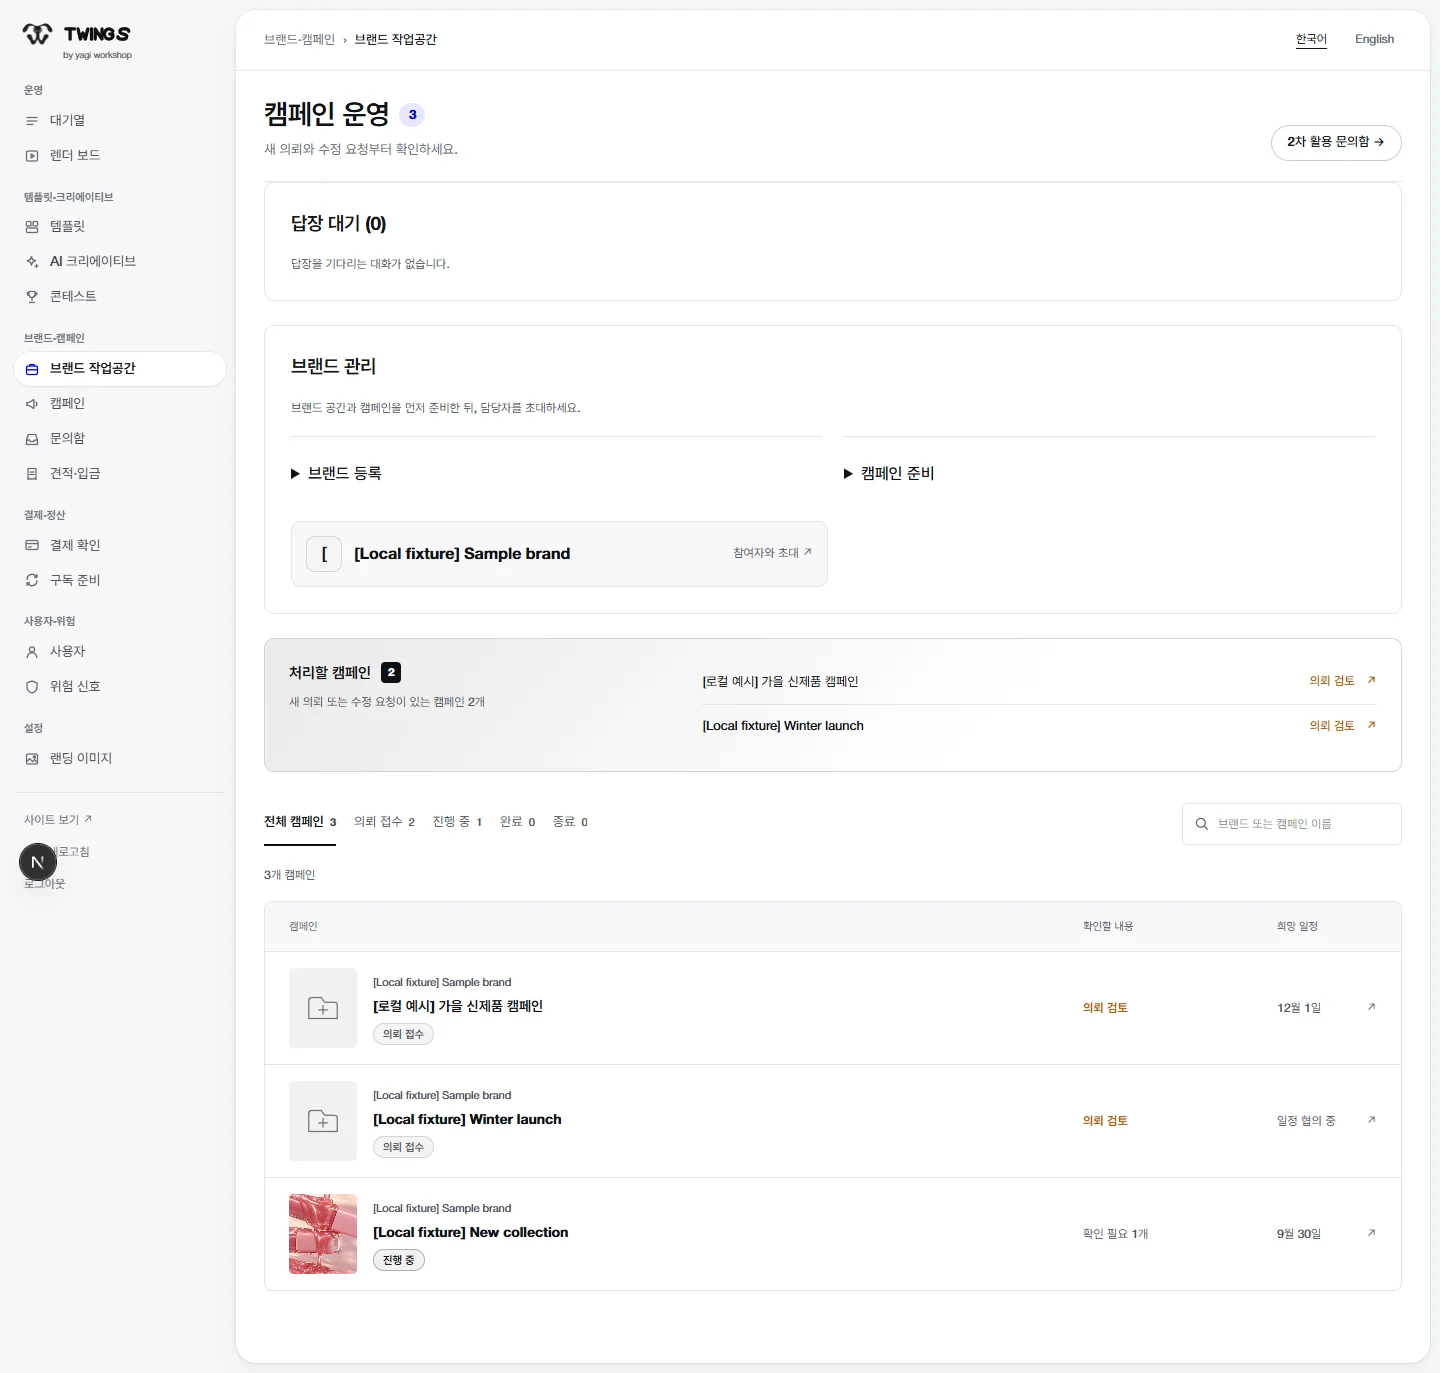 TWINGS
by yagi workshop
운영
대기열
렌더 보드
템플릿·크리에이티브
템플릿
AI 크리에이티브
콘테스트
브랜드·캠페인
브랜드 작업공간
캠페인
문의함
견적·입금
결제·정산
결제 확인
구독 준비
사용자·위험
사용자
위험 신호
설정
랜딩 이미지
사이트 보기 ↗
로고침
로그아웃
N
브랜드·캠페인 › 브랜드 작업공간
한국어 English
캠페인 운영 3
새 의뢰와 수정 요청부터 확인하세요.
2차 활용 문의함 →
답장 대기 (0)
답장을 기다리는 대화가 없습니다.
브랜드 관리
브랜드 공간과 캠페인을 먼저 준비한 뒤, 담당자를 초대하세요.
▶ 브랜드 등록
▶ 캠페인 준비
[ [Local fixture] Sample brand 참여자와 초대 ↗
처리할 캠페인 2
새 의뢰 또는 수정 요청이 있는 캠페인 2개
[로컬 예시] 가을 신제품 캠페인 의뢰 검토 ↗
[Local fixture] Winter launch 의뢰 검토 ↗
전체 캠페인 3 의뢰 접수 2 진행 중 1 완료 0 종료 0
브랜드 또는 캠페인 이름
3개 캠페인
캠페인 확인할 내용 희망 일정
[Local fixture] Sample brand
[로컬 예시] 가을 신제품 캠페인
의뢰 접수
의뢰 검토
12월 1일 ↗
[Local fixture] Sample brand
[Local fixture] Winter launch
의뢰 접수
의뢰 검토
일정 협의 중 ↗
[Local fixture] Sample brand
[Local fixture] New collection
진행 중
확인 필요 1개
9월 30일 ↗